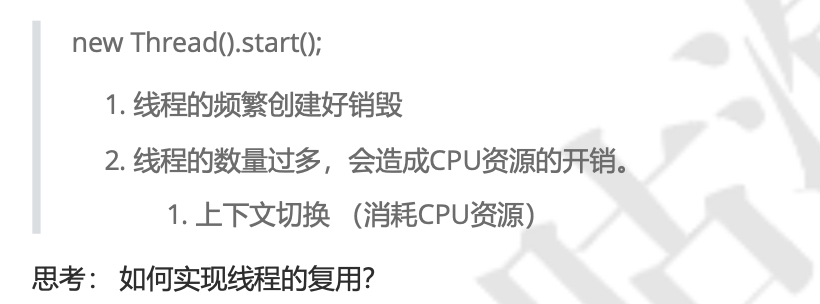 new Thread().start();
1. 线程的频繁创建好销毁
2. 线程的数量过多，会造成CPU资源的开销。
1. 上下文切换 （消耗CPU资源）
思考： 如何实现线程的复用?